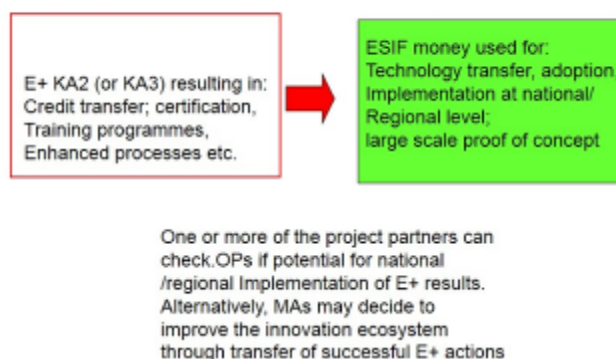 E+ KA2 (or KA3) resulting in:
Credit transfer; certification,
Training programmes,
Enhanced processes etc.
ESIF money used for:
Technology transfer, adoption,
Implementation at national/
Regional level;
large scale proof of concept
One or more of the project partners can
check.OPs if potential for national
/regional Implementation of E+ results.
Alternatively, MAs may decide to
improve the innovation ecosystem
through transfer of successful E+ actions